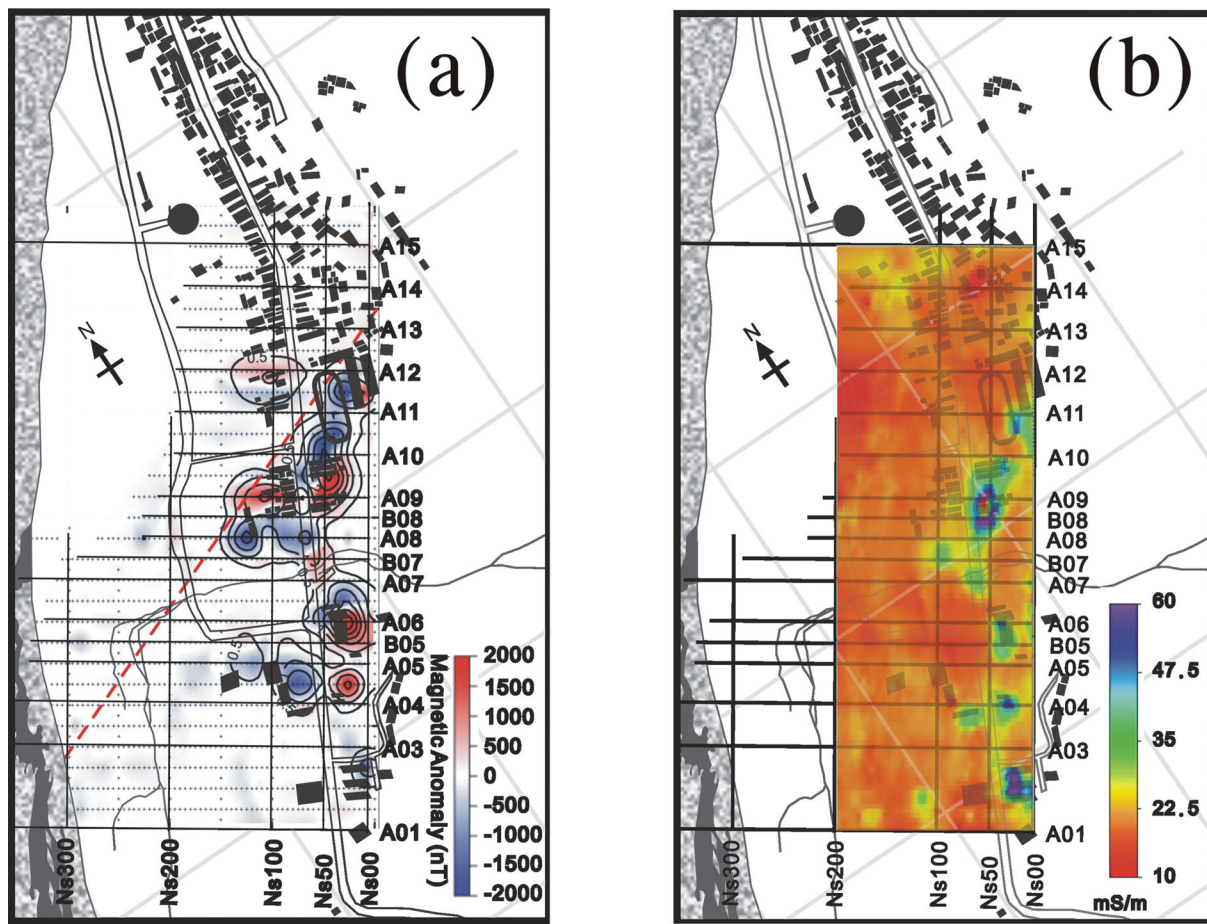 (a)
N
0.5
0.5
0.5
A15
A14
A13
A12
A11
A10
A09
B08
A08
B07
A07
A06
B05
A05
A04
A03
A01
Ns300
Ns200
Ns100
Ns50
Ns00
2000
1500
1000
500
0
-500
-1000
-1500
-2000
Magnetic Anomaly (nT)
(b)
N
A15
A14
A13
A12
A11
A10
A09
B08
A08
B07
A07
A06
B05
A05
A04
A03
A01
Ns300
Ns200
Ns100
Ns50
Ns00
60
47.5
35
22.5
10
mS/m